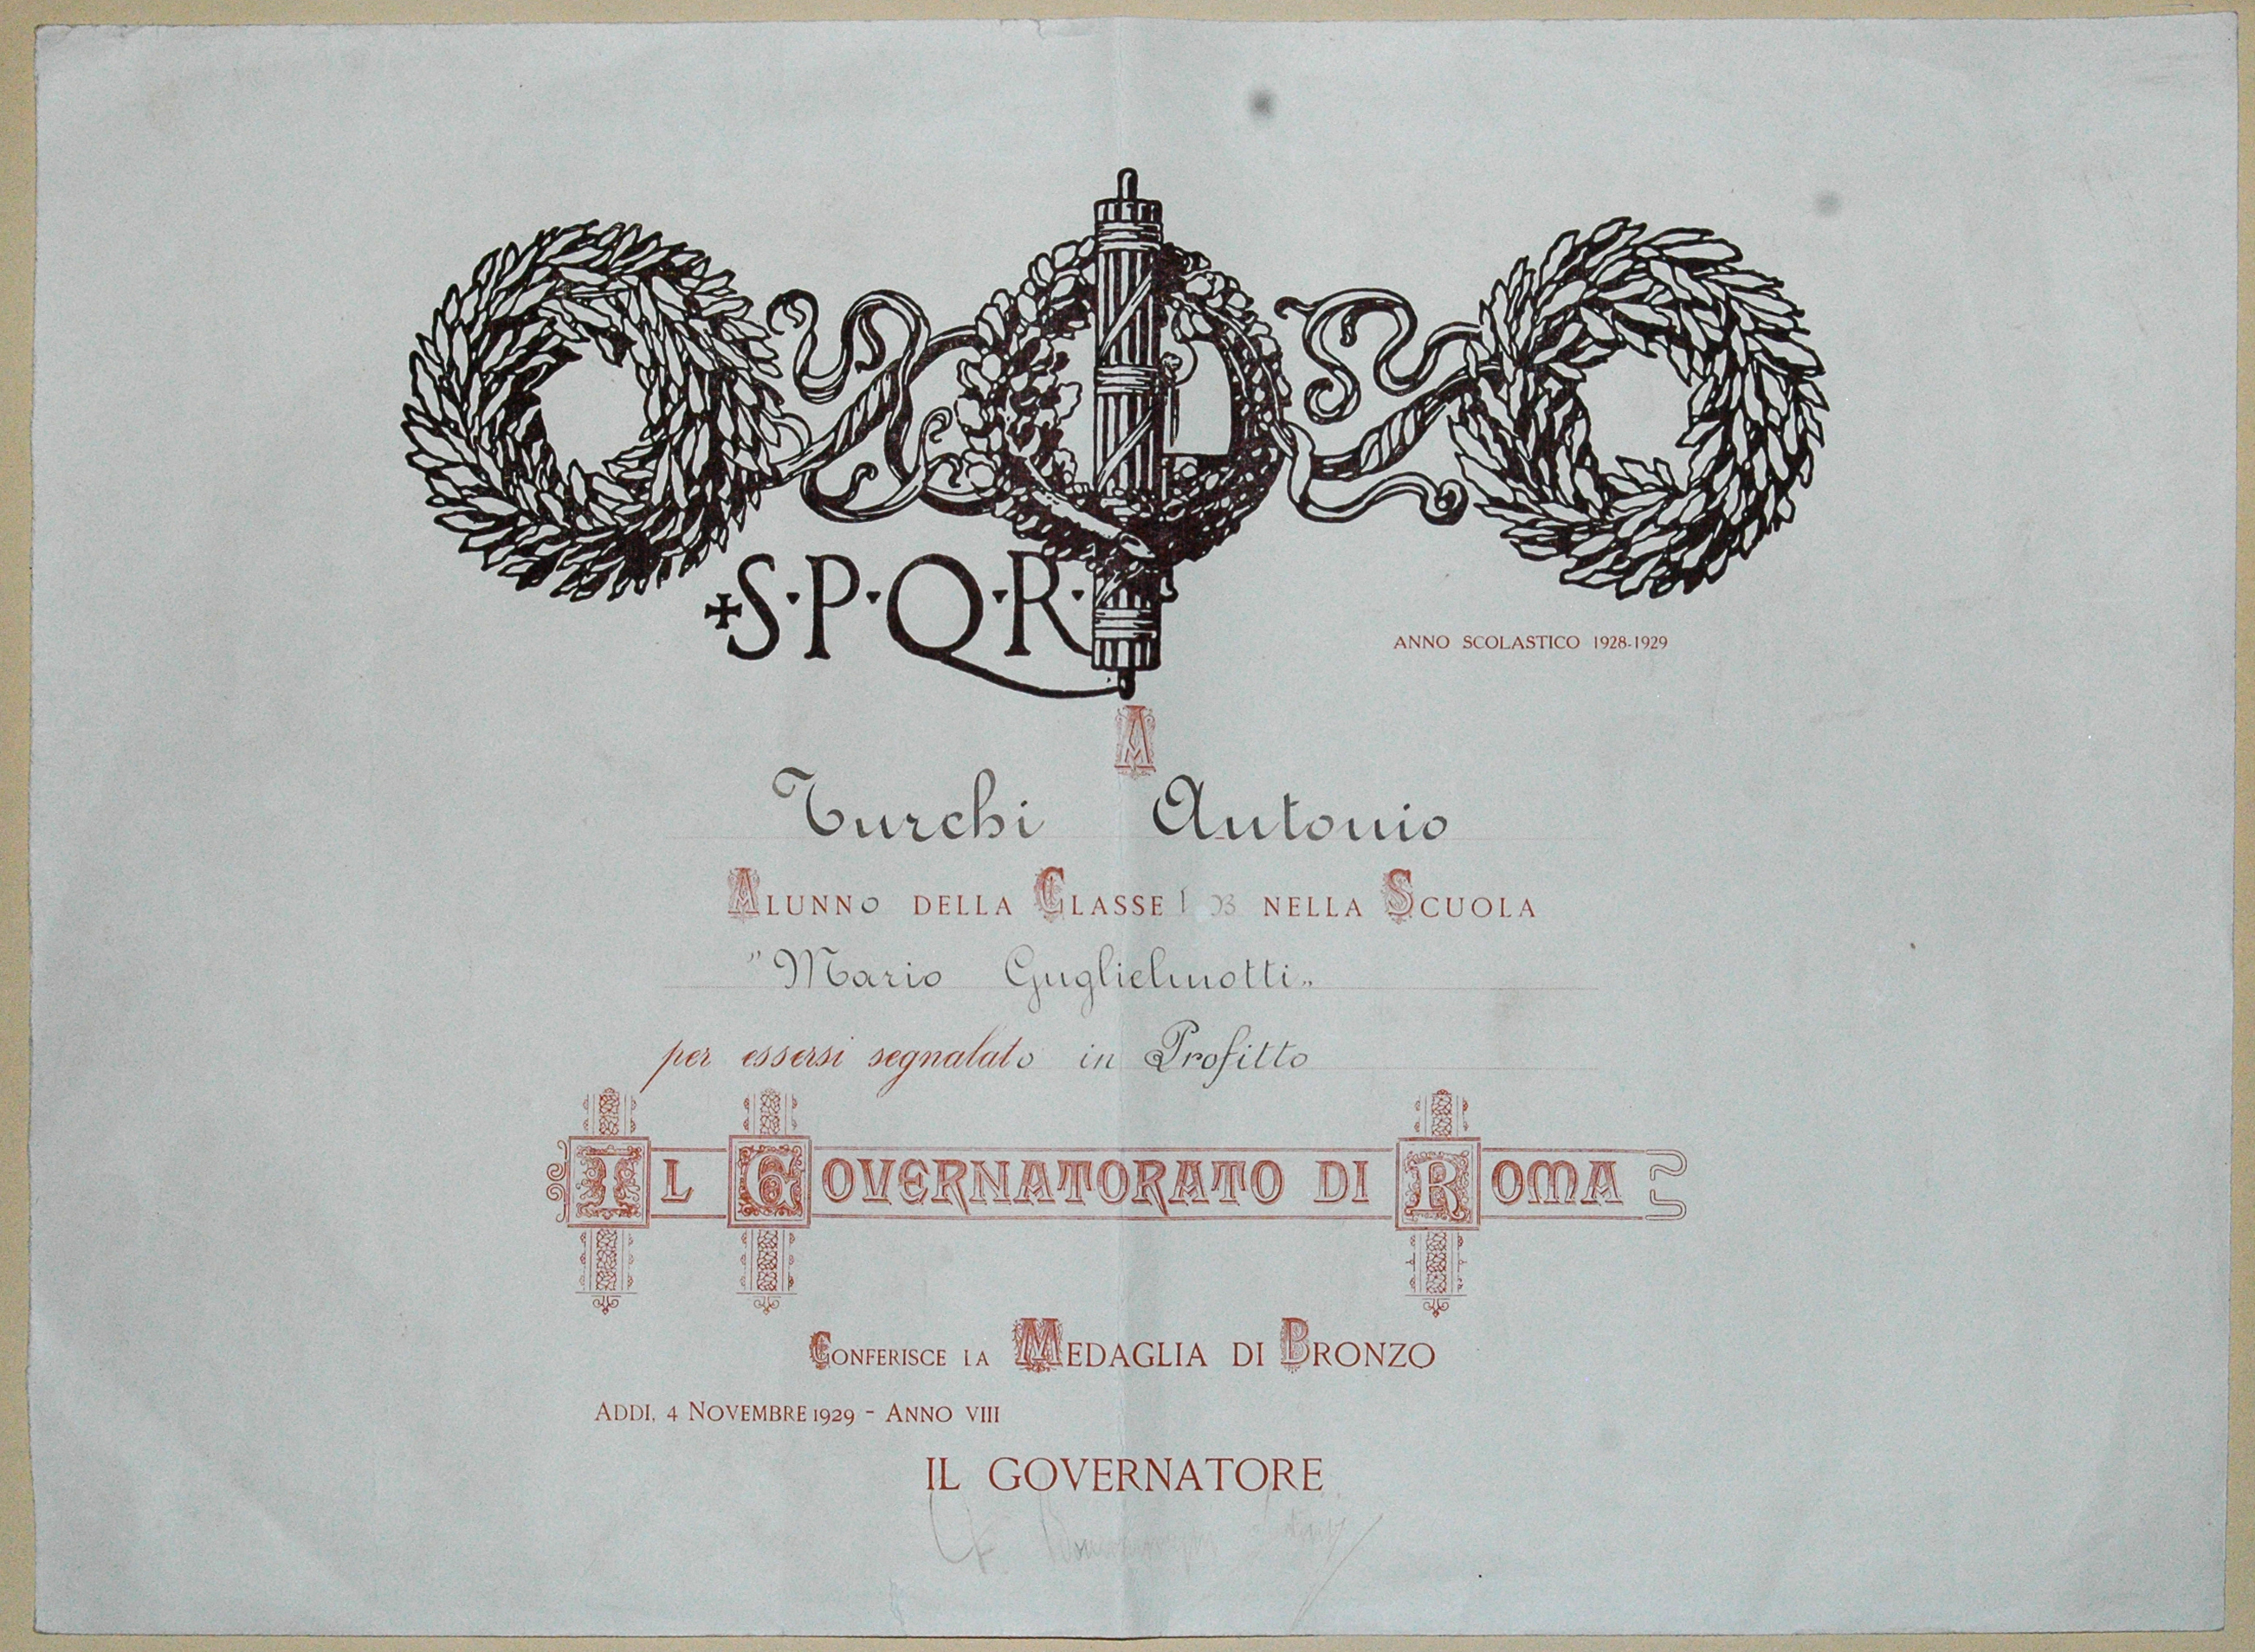 +S·P·Q·R·
ANNO SCOLASTICO 1928-1929
A
Turchi Antonio
ALUNNO DELLA CLASSE I B NELLA SCUOLA
"Mario Guglielmotti"
per essersi segnalato in Profitto
IL GOVERNATORATO DI ROMA
CONFERISCE LA MEDAGLIA DI BRONZO
ADDI, 4 NOVEMBRE 1929 - ANNO VIII
IL GOVERNATORE